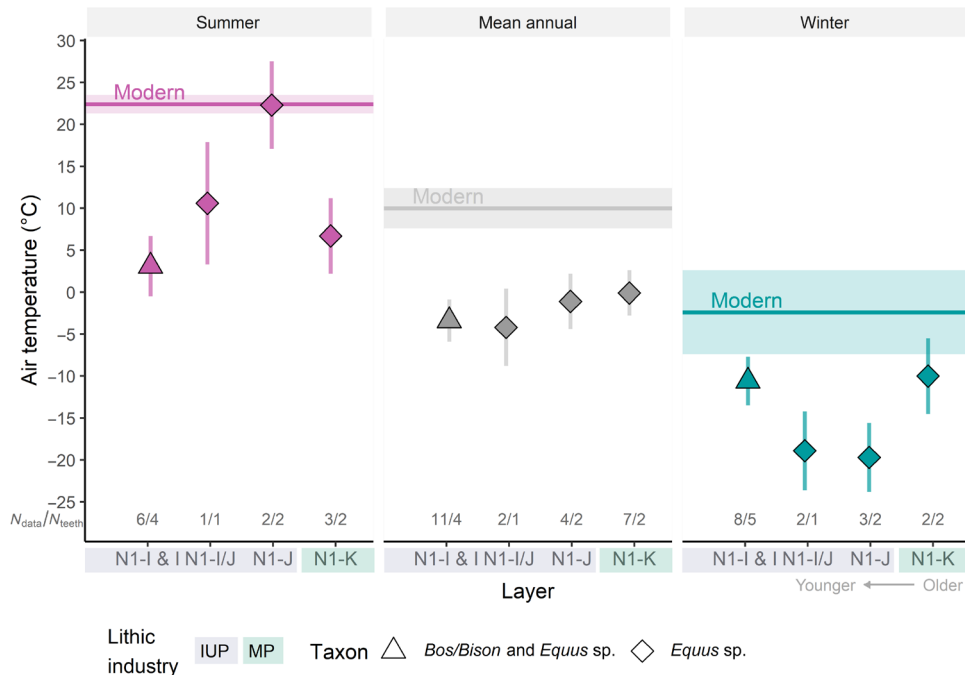 Summer Mean annual Winter
30
25
20
15
10
5
0
−5
−10
−15
−20
−25
Air temperature (°C)
Modern Modern Modern
Ndata/Nteeth 6/4 1/1 2/2 3/2 11/4 2/1 4/2 7/2 8/5 2/1 3/2 2/2
N1-I & I N1-I/J N1-J N1-K N1-I & I N1-I/J N1-J N1-K N1-I & I N1-I/J N1-J N1-K
Layer
Younger Older
Lithic
industry
IUP MP Taxon Bos/Bison and Equus sp. Equus sp.